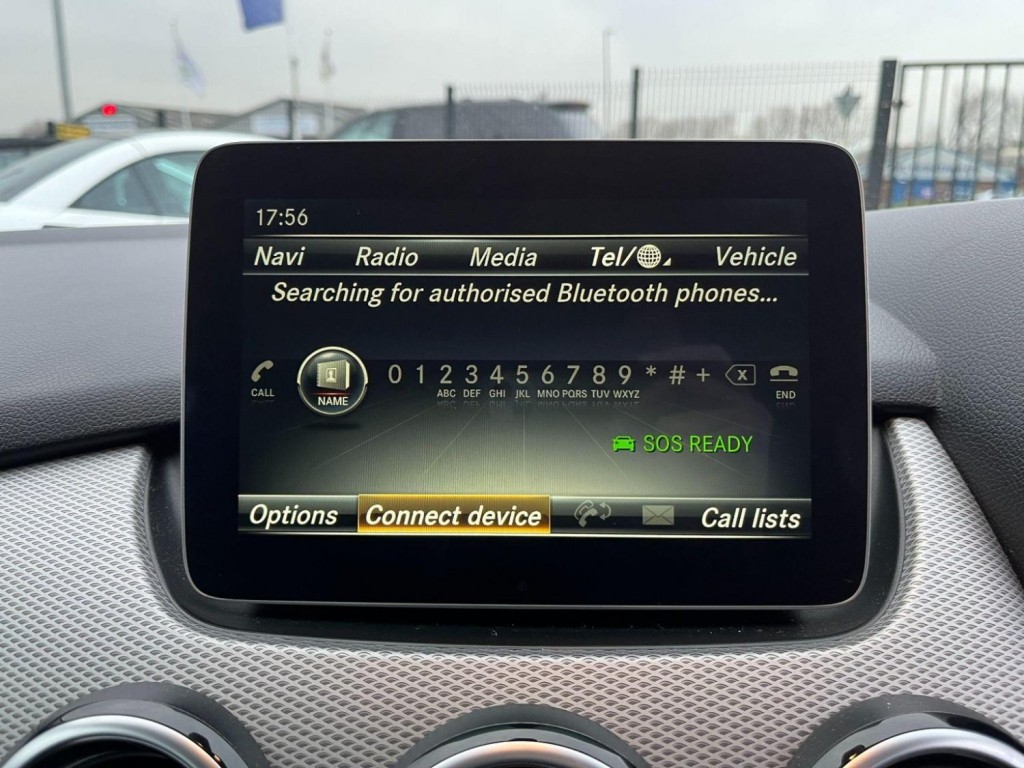 17:56
Navi Radio Media Tel/ Vehicle
Searching for authorised Bluetooth phones...
CALL NAME 0 1 2 3 4 5 6 7 8 9 * # + X END
ABC DEF GHI JKL MNO PQRS TUV WXYZ
SOS READY
Options Connect device Call lists